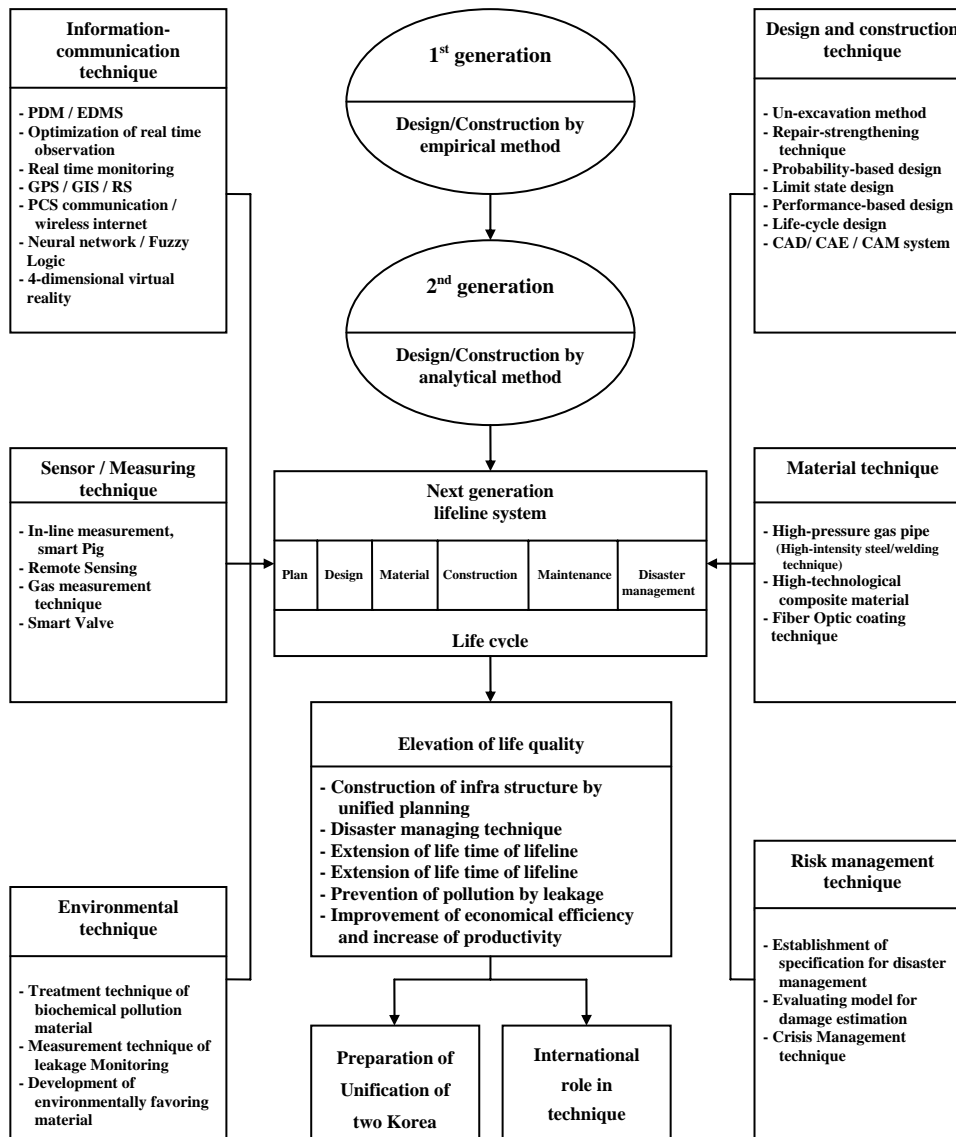 Information-
communication
technique
- PDM / EDMS
- Optimization of real time
observation
- Real time monitoring
- GPS / GIS / RS
- PCS communication /
wireless internet
- Neural network / Fuzzy
Logic
- 4-dimensional virtual
reality
1st generation
Design/Construction by
empirical method
2nd generation
Design/Construction by
analytical method
Design and construction
technique
- Un-excavation method
- Repair-strengthening
technique
- Probability-based design
- Limit state design
- Performance-based design
- Life-cycle design
- CAD/ CAE / CAM system
Sensor / Measuring
technique
- In-line measurement,
smart Pig
- Remote Sensing
- Gas measurement
technique
- Smart Valve
Next generation
lifeline system
Plan
Design
Material
Construction
Maintenance
Disaster
management
Life cycle
Material technique
- High-pressure gas pipe
(High-intensity steel/welding
technique)
- High-technological
composite material
- Fiber Optic coating
technique
Elevation of life quality
- Construction of infra structure by
unified planning
- Disaster managing technique
- Extension of life time of lifeline
- Extension of life time of lifeline
- Prevention of pollution by leakage
- Improvement of economical efficiency
and increase of productivity
Environmental
technique
- Treatment technique of
biochemical pollution
material
- Measurement technique of
leakage Monitoring
- Development of
environmentally favoring
material
Risk management
technique
- Establishment of
specification for disaster
management
- Evaluating model for
damage estimation
- Crisis Management
technique
Preparation of
Unification of
two Korea
International
role in
technique